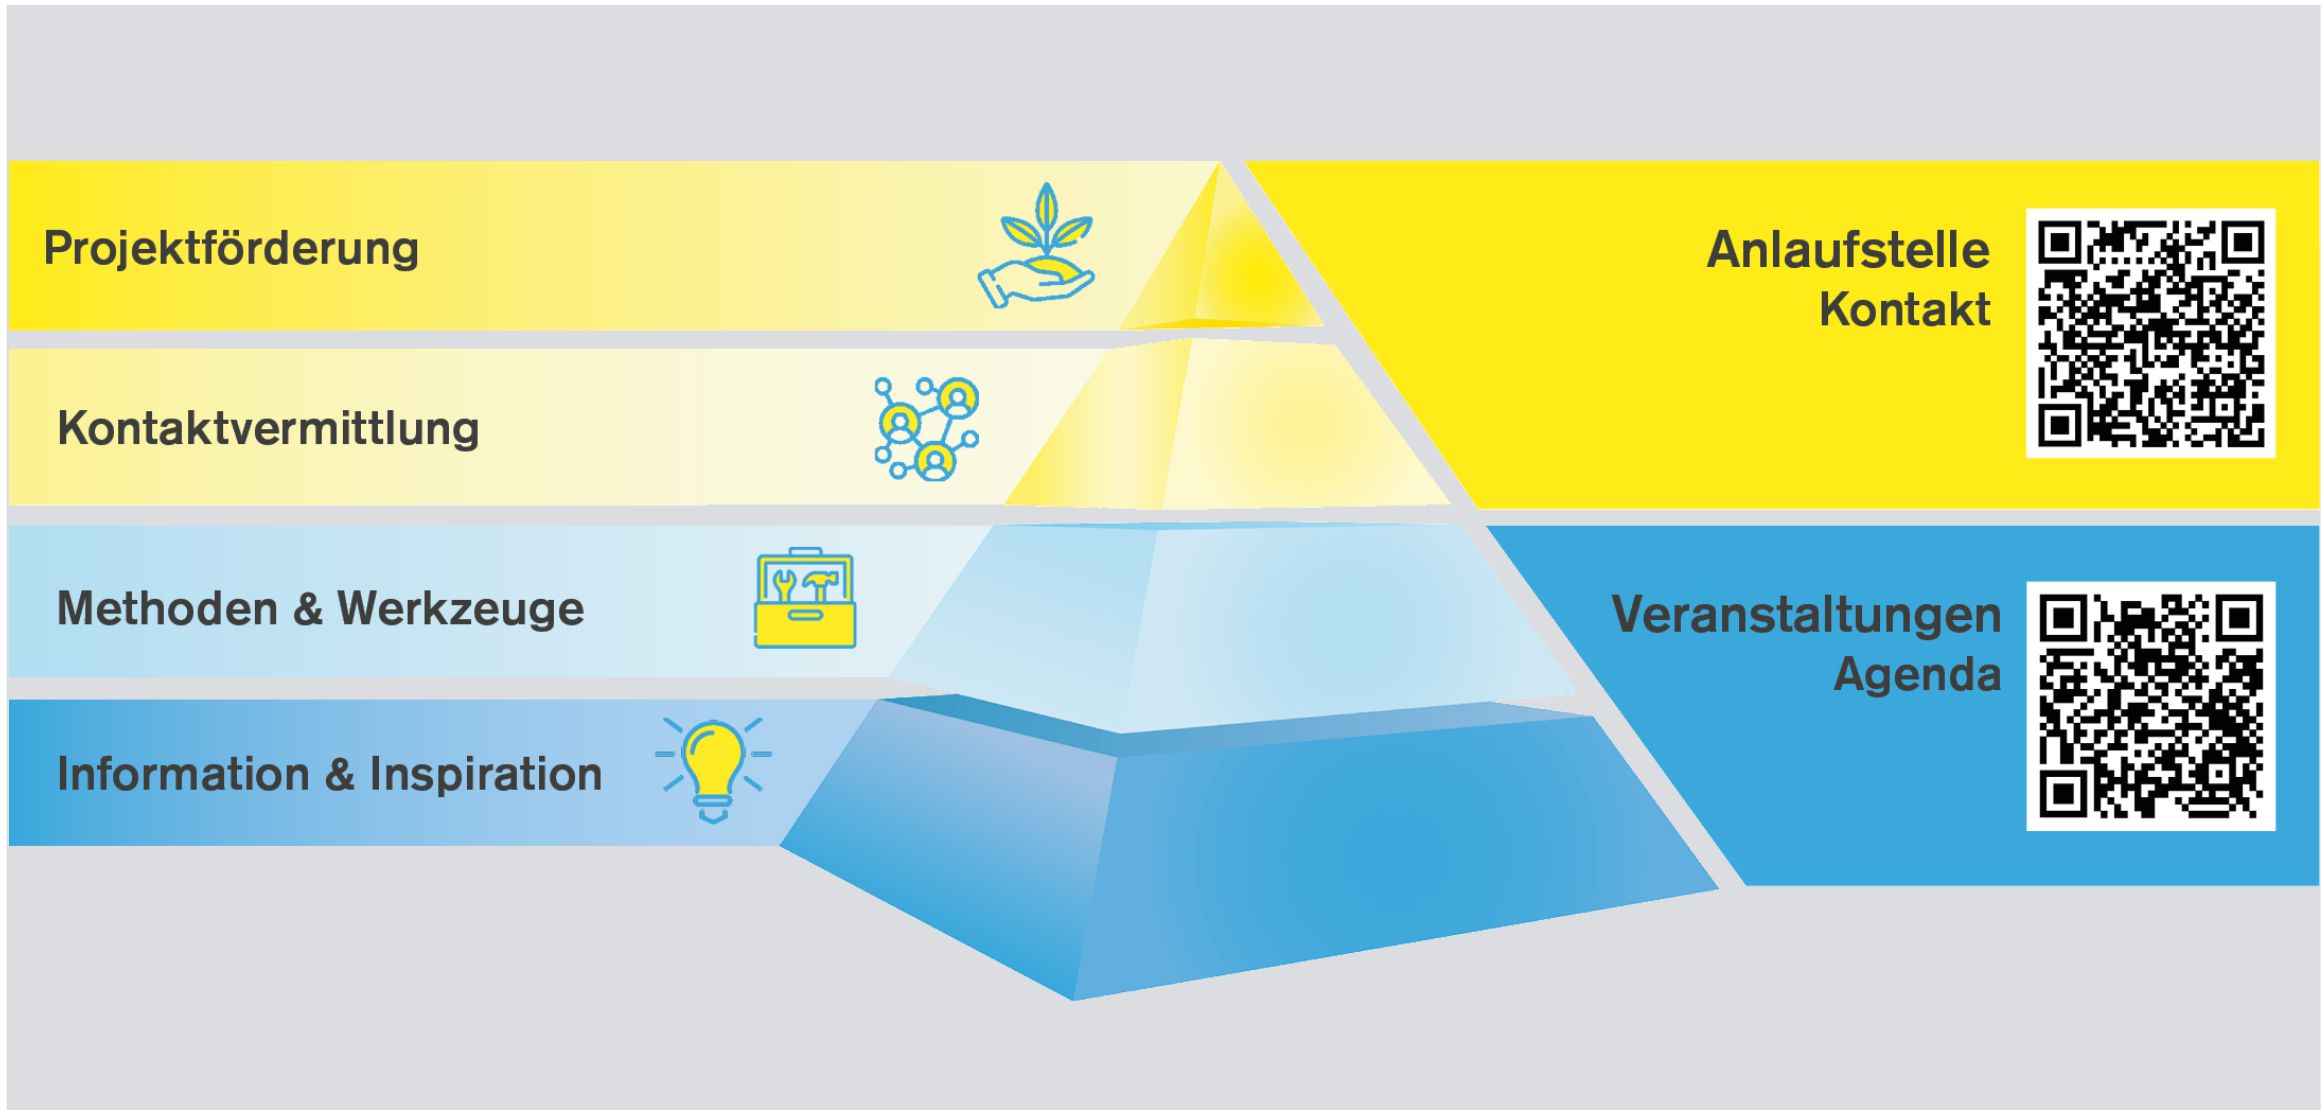 Projektförderung
Kontaktvermittlung
Methoden & Werkzeuge
Information & Inspiration
Anlaufstelle
Kontakt
Veranstaltungen
Agenda